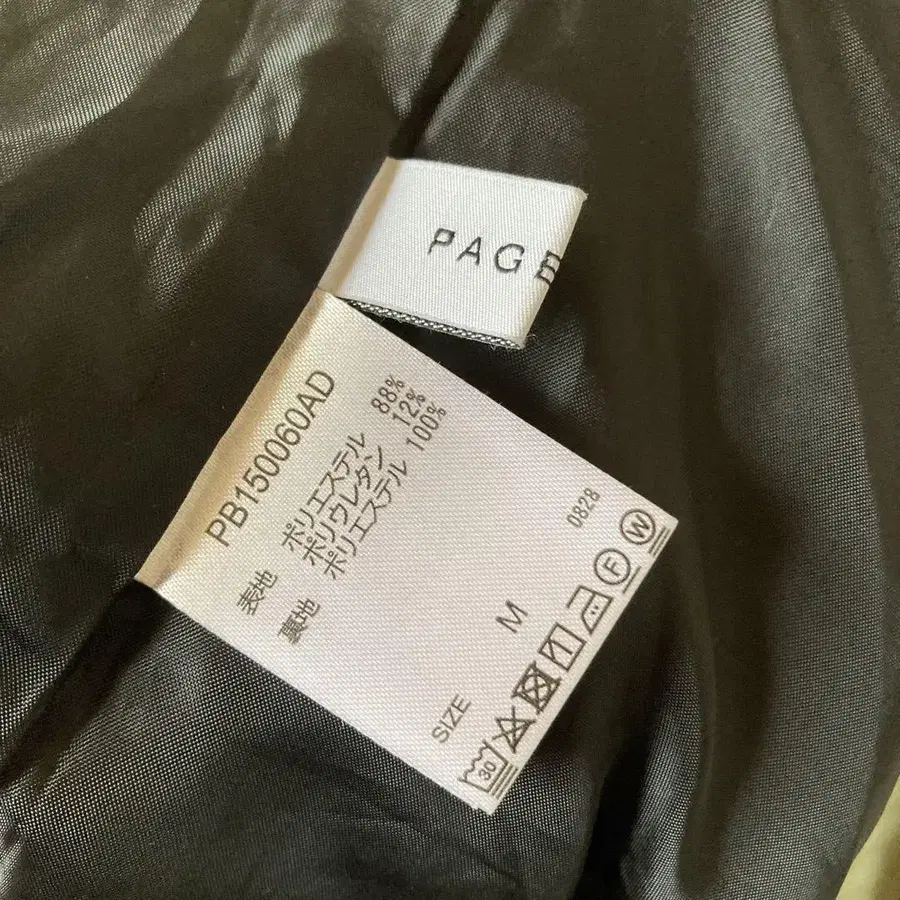 PAGE
PB150060AD
表地 ポリエステル 88%
ポリウレタン 12%
裏地 ポリエステル 100%
0828
SIZE M
30
F
W